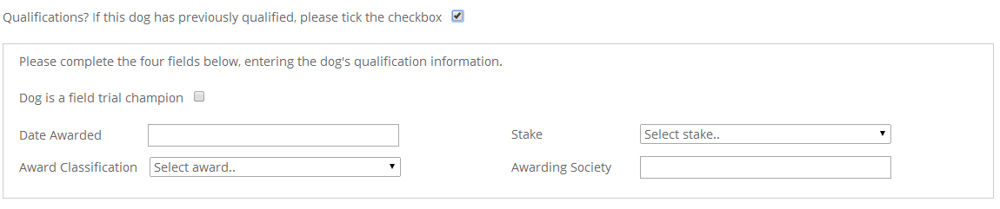 Qualifications? If this dog has previously qualified, please tick the checkbox
Please complete the four fields below, entering the dog's qualification information.
Dog is a field trial champion
Date Awarded
Stake
Select stake..
Award Classification
Select award..
Awarding Society